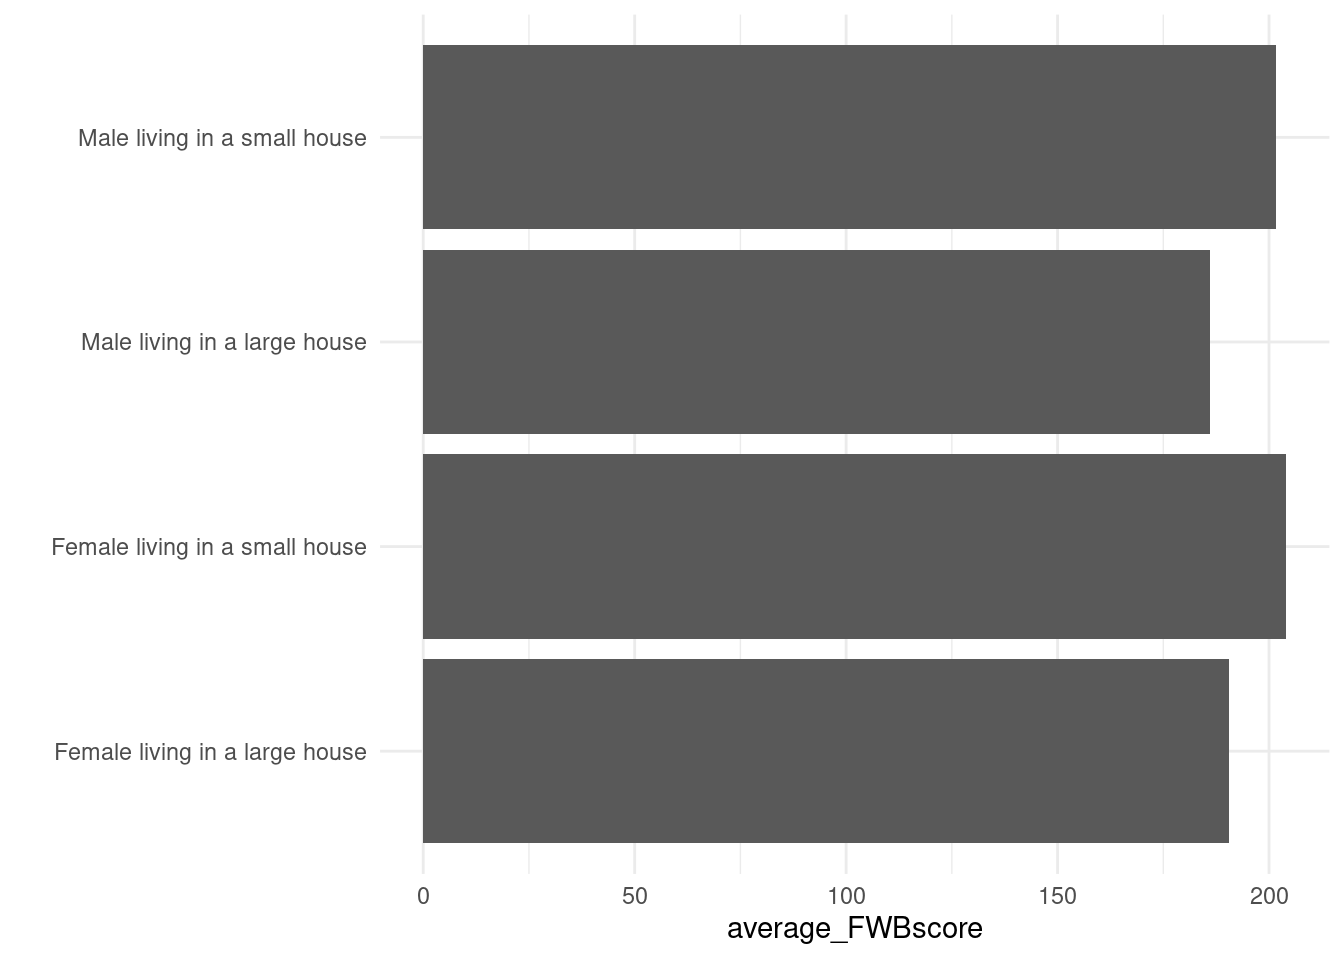 Male living in a small house
Male living in a large house
Female living in a small house
Female living in a large house
0 50 100 150 200
average_FWBscore